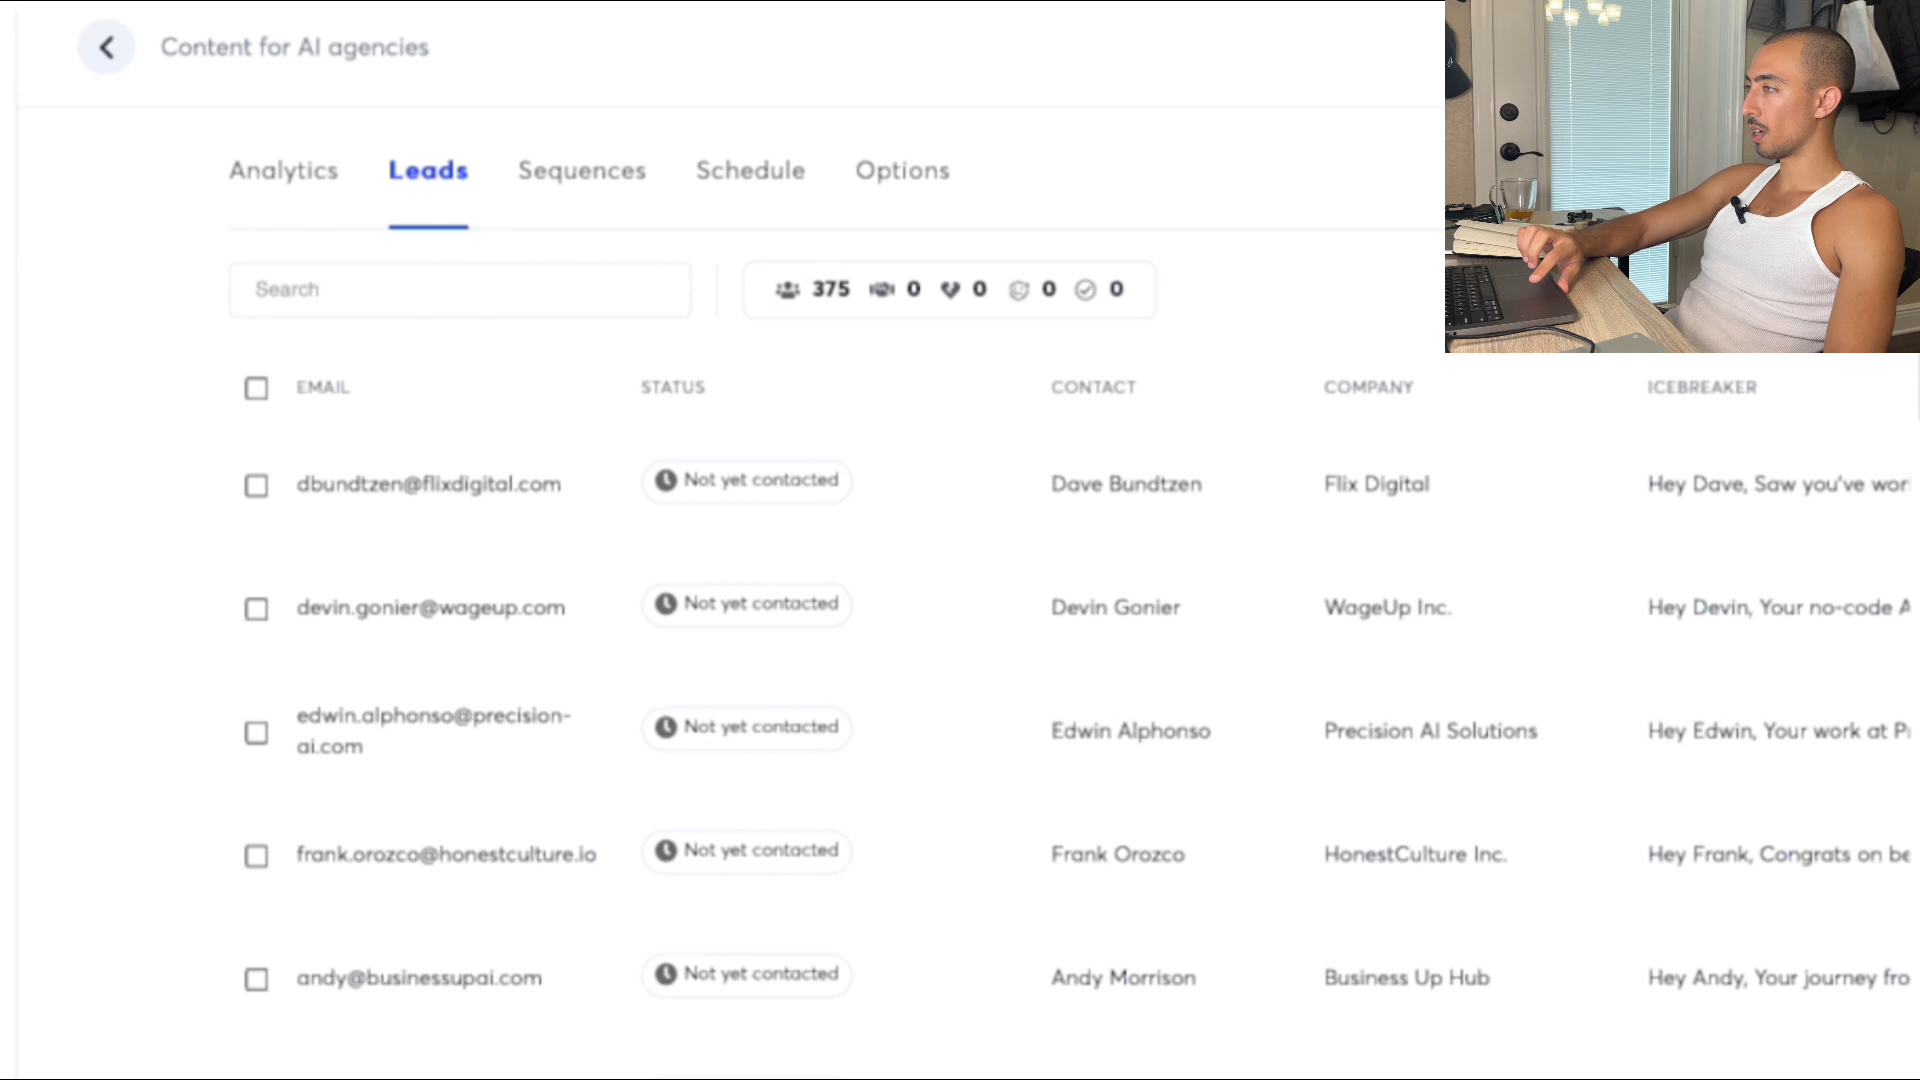 Content for AI agencies
Analytics Leads Sequences Schedule Options
Search 375 0 0 0 0
EMAIL STATUS CONTACT COMPANY ICEBREAKER
dbundtzen@flixdigital.com Not yet contacted Dave Bundtzen Flix Digital Hey Dave, Saw you've wor
devin.gonier@wageup.com Not yet contacted Devin Gonier WageUp Inc. Hey Devin, Your no-code A
edwin.alphonso@precision-
ai.com Not yet contacted Edwin Alphonso Precision AI Solutions Hey Edwin, Your work at P
frank.orozco@honestculture.io Not yet contacted Frank Orozco HonestCulture Inc. Hey Frank, Congrats on be
andy@businessupai.com Not yet contacted Andy Morrison Business Up Hub Hey Andy, Your journey fro